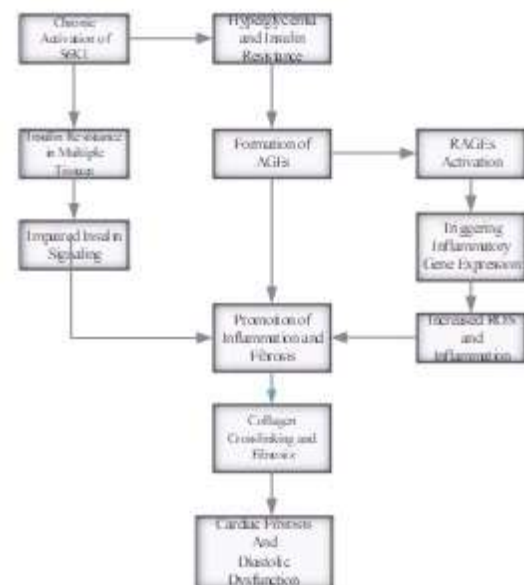 Chronic
Activation of
S6K1
Hyperglycemia
and Insulin
Resistance
Insulin Resistance
in Multiple
Tissues
Formation of
AGEs
RAGEs
Activation
Impaired Insulin
Signaling
Triggering
Inflammatory
Gene Expression
Promotion of
Inflammation and
Fibrosis
Increased ROS
and
Inflammation
Collagen
Crosslinking and
Fibrosis
Cardiac Fibrosis
And
Diastolic
Dysfunction